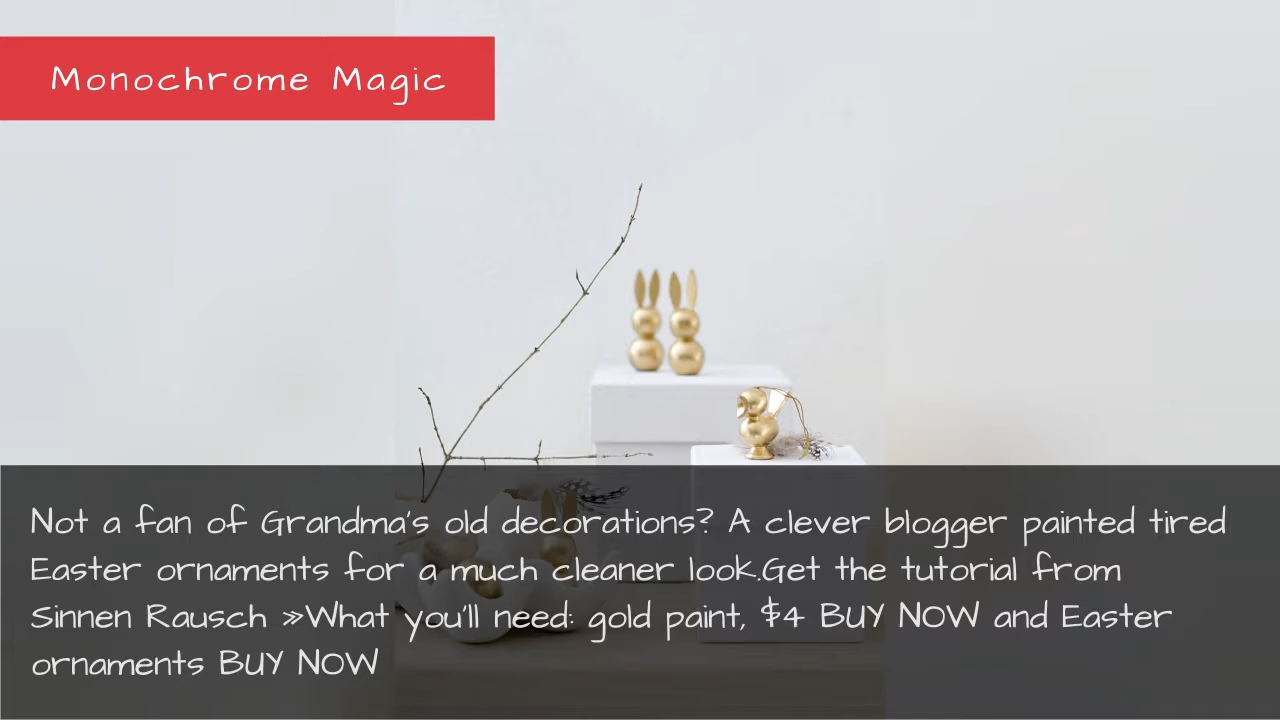 Monochrome Magic
Not a fan of Grandma's old decorations? A clever blogger painted tired
Easter ornaments for a much cleaner look.Get the tutorial from
Sinnen Rausch »What you'll need: gold paint, $4 BUY NOW and Easter
ornaments BUY NOW